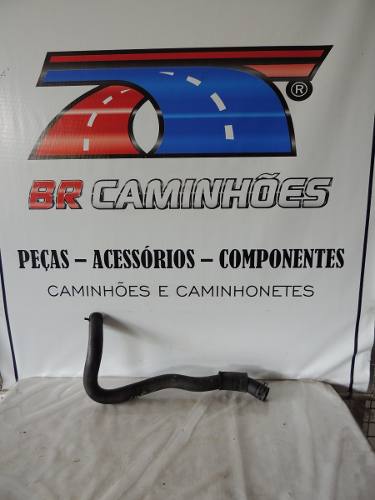 ®
BR CAMINHÕES
PEÇAS – ACESSÓRIOS – COMPONENTES
CAMINHÕES E CAMINHONETES